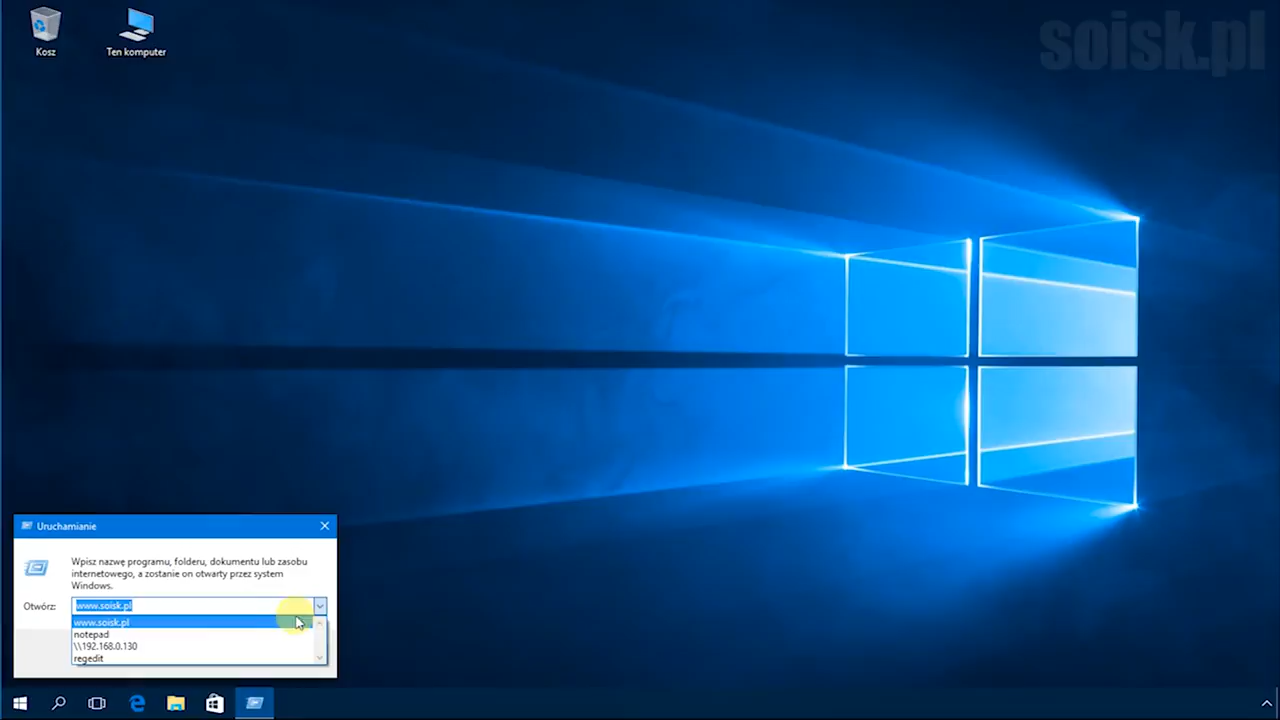 soisk.pl
Kosz
Ten komputer
Uruchamianie
Wpisz nazwę programu, folderu, dokumentu lub zasobu
internetowego, a zostanie on otwarty przez system
Windows.
Otwórz:
www.soisk.pl
www.soisk.pl
notepad
\\192.168.0.130
regedit